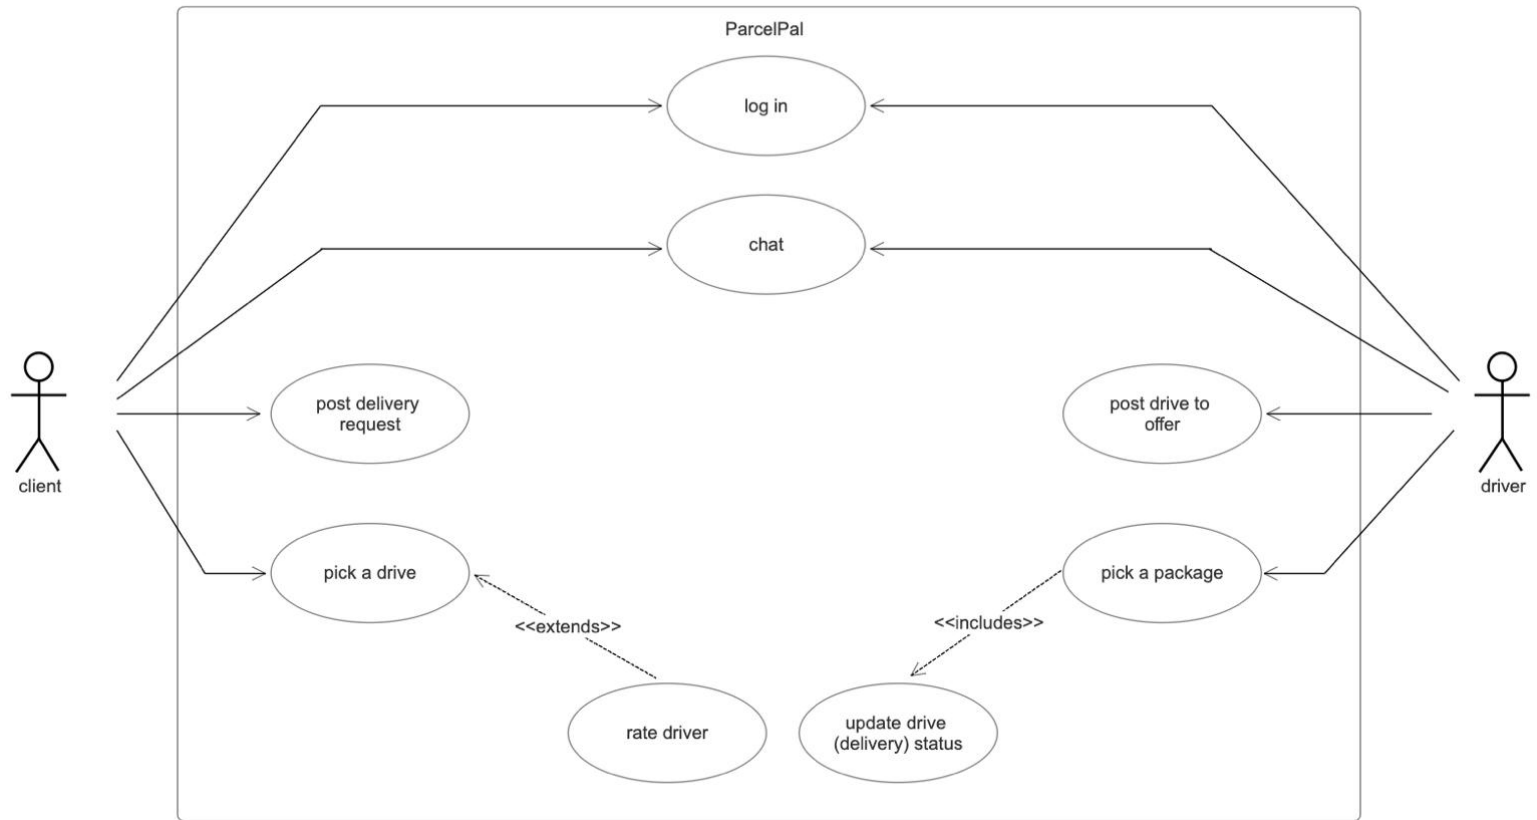 ParcelPal
log in
chat
post delivery
request
post drive to
offer
client
driver
pick a drive
pick a package
<<extends>>
<<includes>>
rate driver
update drive
(delivery) status